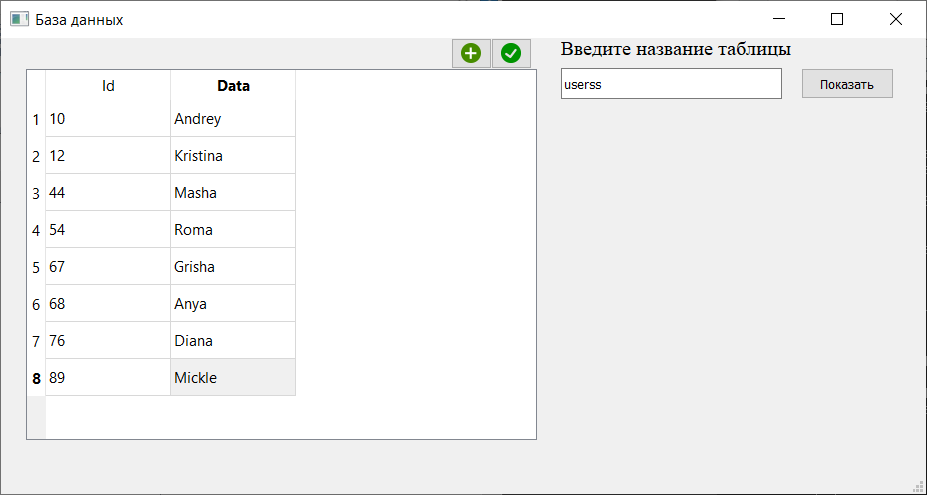 База данных
Введите название таблицы
userss
Показать
Id Data
1 10 Andrey
2 12 Kristina
3 44 Masha
4 54 Roma
5 67 Grisha
6 68 Anya
7 76 Diana
8 89 Mickle